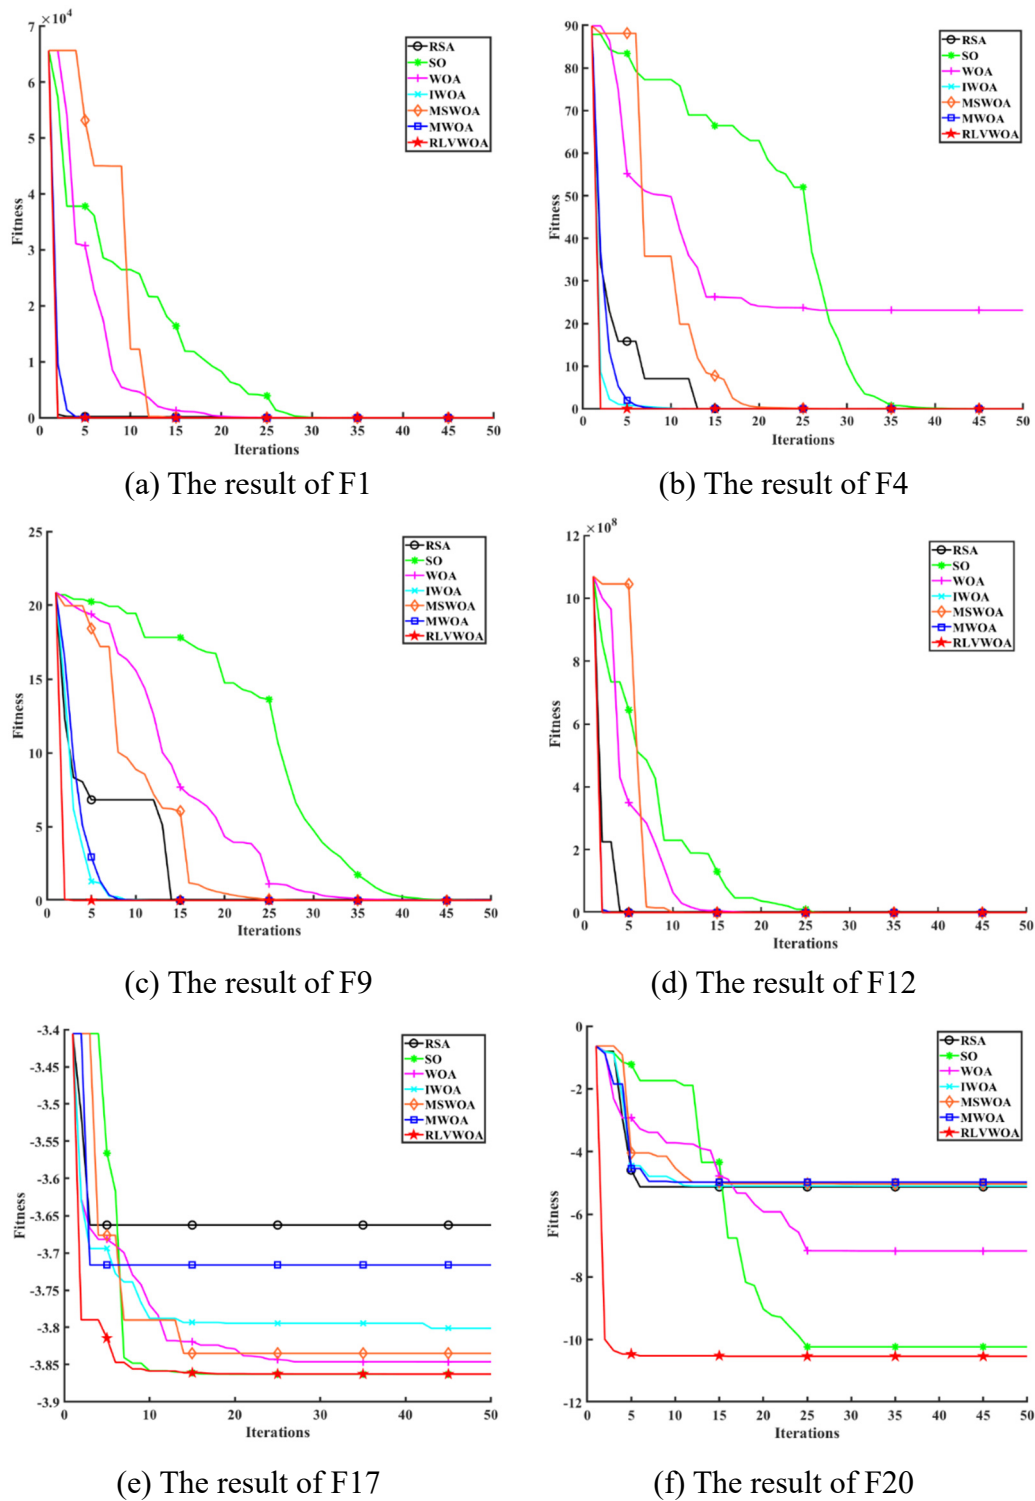 ×10⁴
7
6
5
4
3
2
1
0
Fitness
0 5 10 15 20 25 30 35 40 45 50
Iterations
RSA
SO
WOA
IWOA
MSWOA
MWOA
RLVWOA
(a) The result of F1
90
80
70
60
50
40
30
20
10
0
Fitness
0 5 10 15 20 25 30 35 40 45 50
Iterations
RSA
SO
WOA
IWOA
MSWOA
MWOA
RLVWOA
(b) The result of F4
25
20
15
10
5
0
Fitness
0 5 10 15 20 25 30 35 40 45 50
Iterations
RSA
SO
WOA
IWOA
MSWOA
MWOA
RLVWOA
(c) The result of F9
×10⁸
12
10
8
6
4
2
0
Fitness
0 5 10 15 20 25 30 35 40 45 50
Iterations
RSA
SO
WOA
IWOA
MSWOA
MWOA
RLVWOA
(d) The result of F12
-3.4
-3.45
-3.5
-3.55
-3.6
-3.65
-3.7
-3.75
-3.8
-3.85
-3.9
Fitness
0 10 20 30 40 50
Iterations
RSA
SO
WOA
IWOA
MSWOA
MWOA
RLVWOA
(e) The result of F17
0
-2
-4
-6
-8
-10
-12
Fitness
0 5 10 15 20 25 30 35 40 45 50
Iterations
RSA
SO
WOA
IWOA
MSWOA
MWOA
RLVWOA
(f) The result of F20